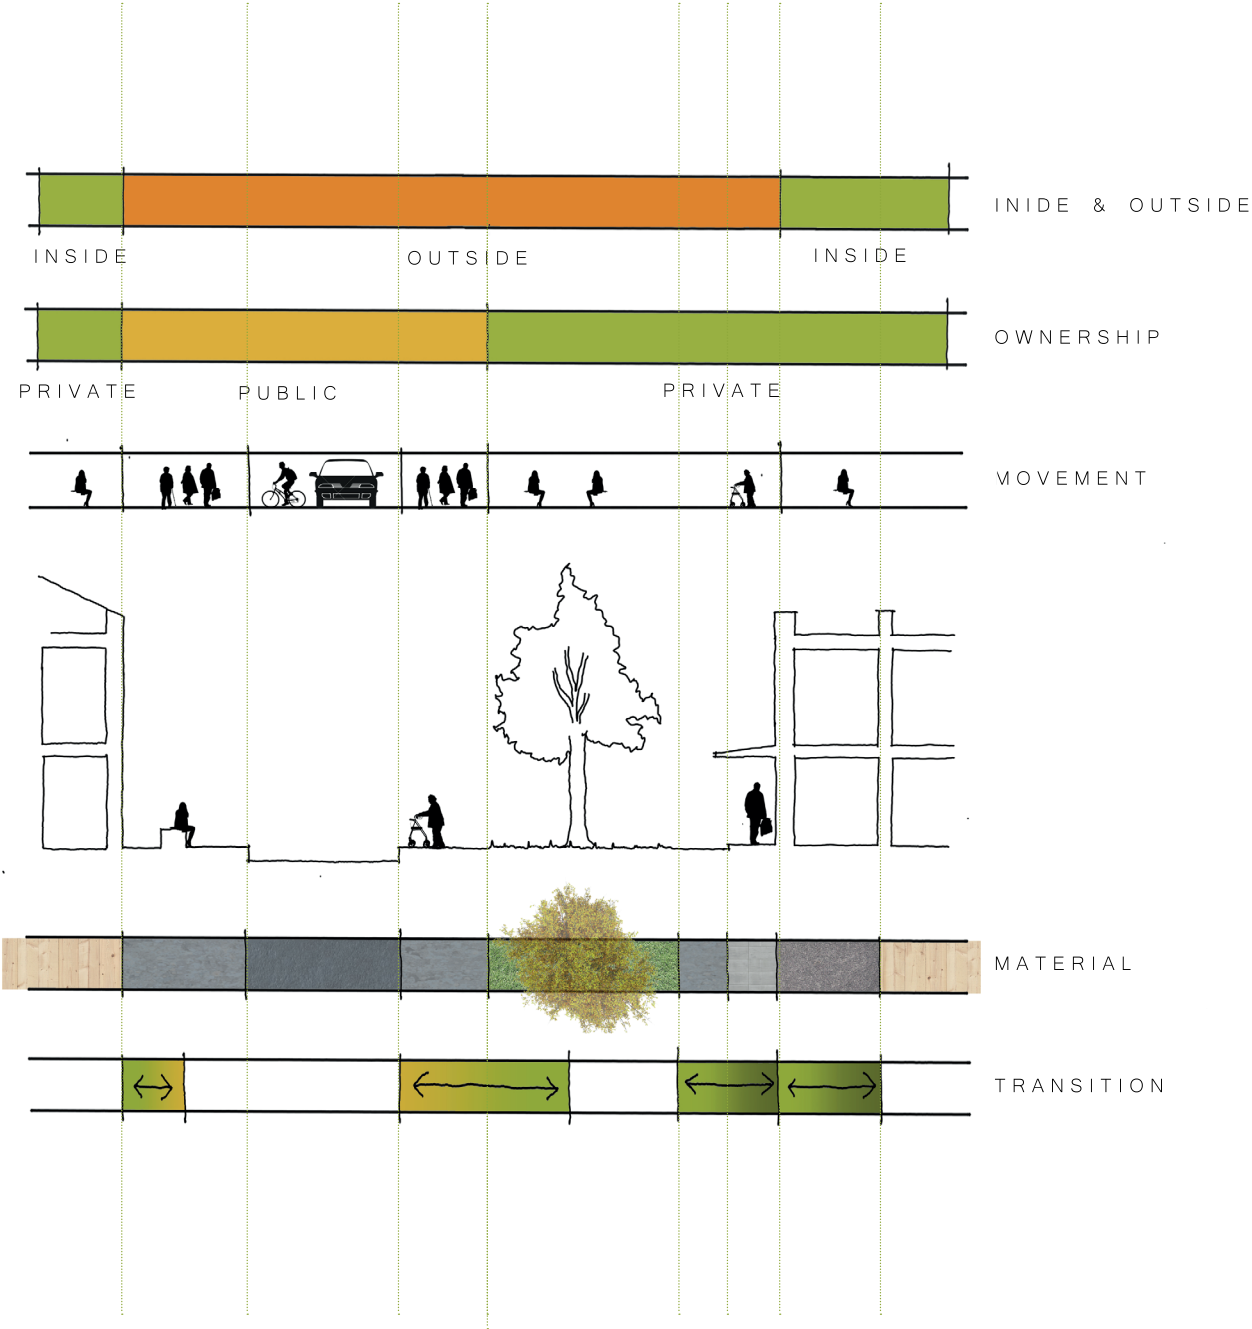 INIDE & OUTSIDE
INSIDE OUTSIDE INSIDE
OWNERSHIP
PRIVATE PUBLIC PRIVATE
MOVEMENT
MATERIAL
TRANSITION